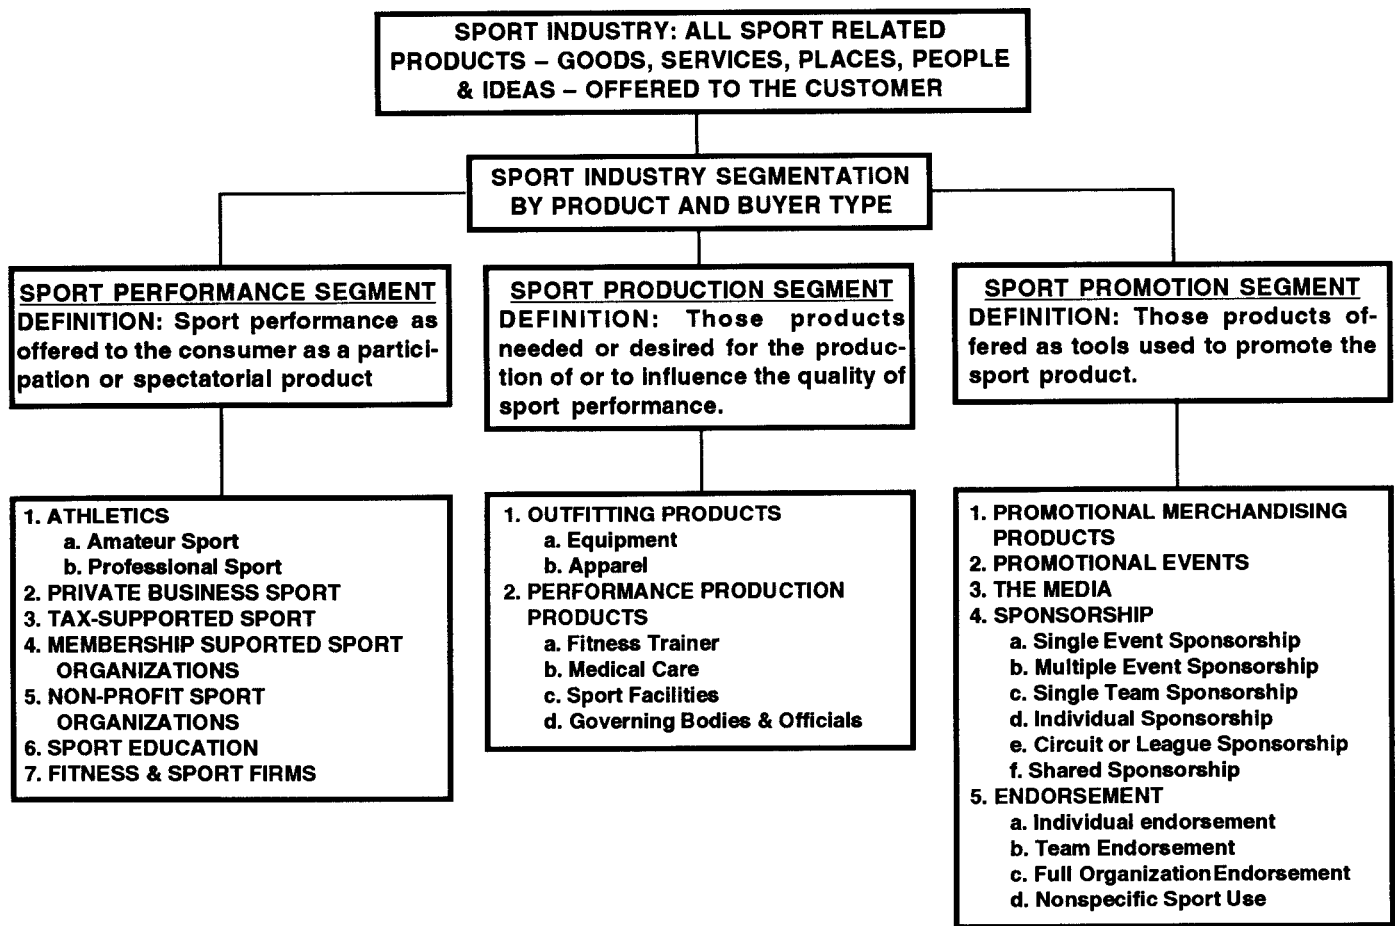 SPORT INDUSTRY: ALL SPORT RELATED
PRODUCTS – GOODS, SERVICES, PLACES, PEOPLE
& IDEAS – OFFERED TO THE CUSTOMER
SPORT INDUSTRY SEGMENTATION
BY PRODUCT AND BUYER TYPE
SPORT PERFORMANCE SEGMENT
DEFINITION: Sport performance as
offered to the consumer as a partici-
pation or spectatorial product
SPORT PRODUCTION SEGMENT
DEFINITION: Those products
needed or desired for the produc-
tion of or to influence the quality of
sport performance.
SPORT PROMOTION SEGMENT
DEFINITION: Those products of-
fered as tools used to promote the
sport product.
1. ATHLETICS
a. Amateur Sport
b. Professional Sport
2. PRIVATE BUSINESS SPORT
3. TAX-SUPPORTED SPORT
4. MEMBERSHIP SUPORTED SPORT
ORGANIZATIONS
5. NON-PROFIT SPORT
ORGANIZATIONS
6. SPORT EDUCATION
7. FITNESS & SPORT FIRMS
1. OUTFITTING PRODUCTS
a. Equipment
b. Apparel
2. PERFORMANCE PRODUCTION
PRODUCTS
a. Fitness Trainer
b. Medical Care
c. Sport Facilities
d. Governing Bodies & Officials
1. PROMOTIONAL MERCHANDISING
PRODUCTS
2. PROMOTIONAL EVENTS
3. THE MEDIA
4. SPONSORSHIP
a. Single Event Sponsorship
b. Multiple Event Sponsorship
c. Single Team Sponsorship
d. Individual Sponsorship
e. Circuit or League Sponsorship
f. Shared Sponsorship
5. ENDORSEMENT
a. Individual endorsement
b. Team Endorsement
c. Full Organization Endorsement
d. Nonspecific Sport Use